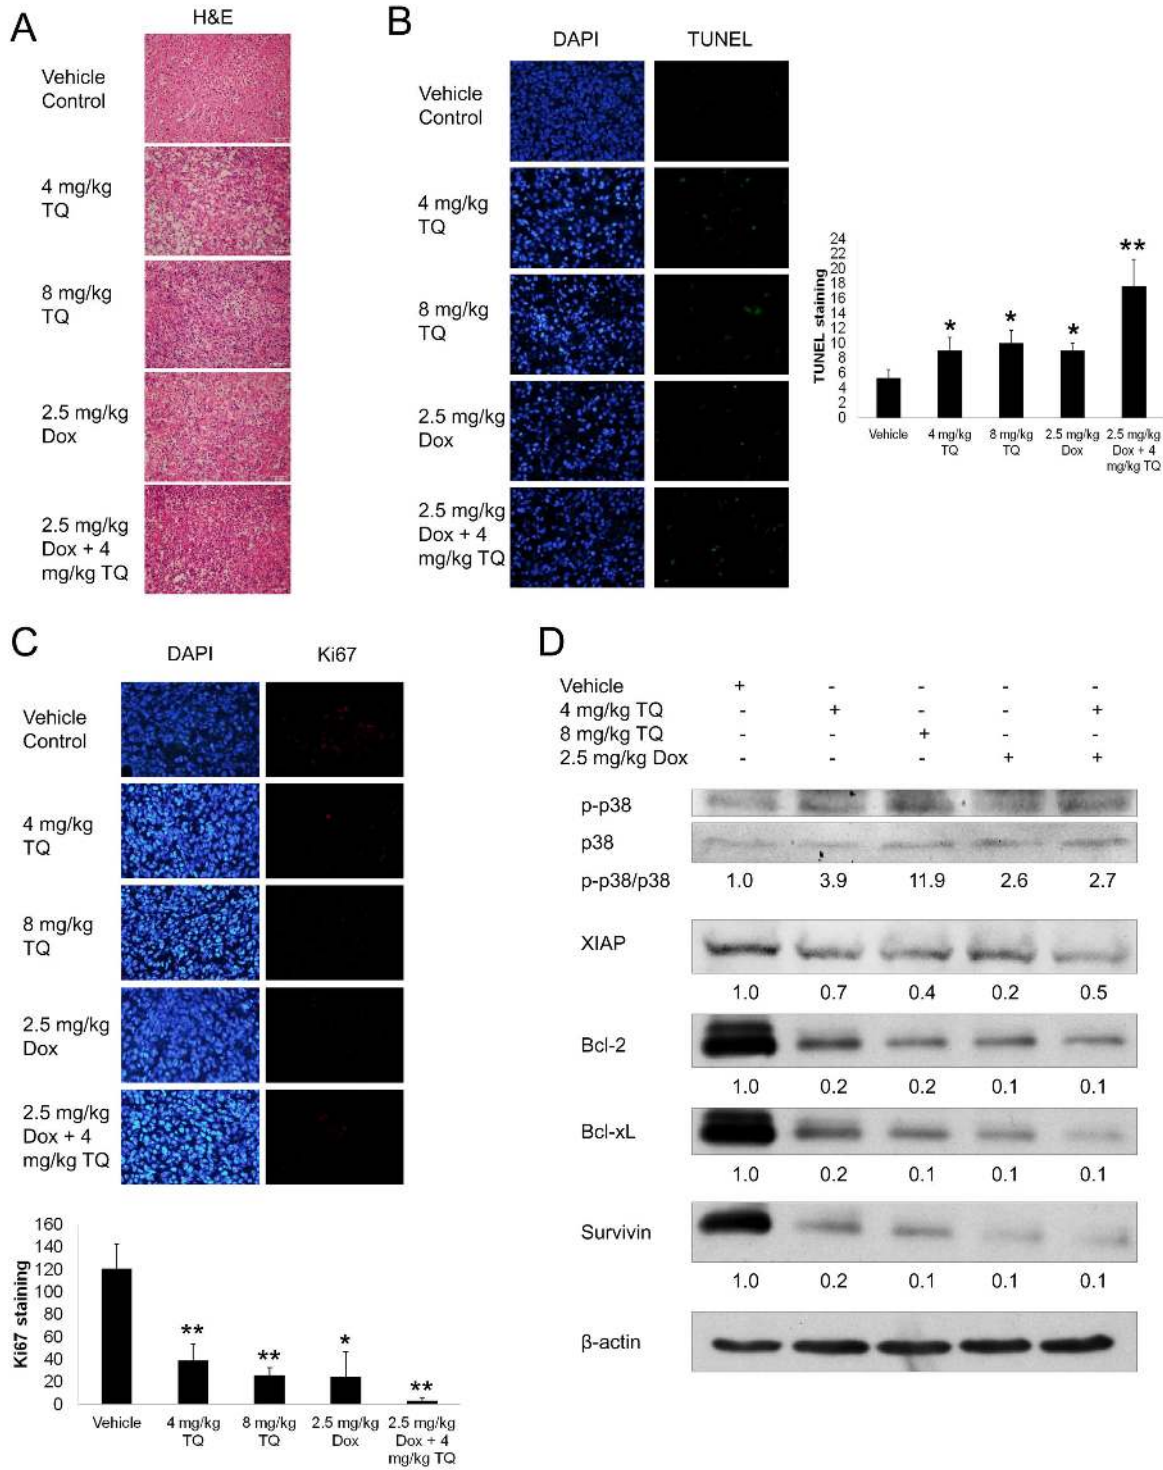 A
H&E
Vehicle
Control
4 mg/kg
TQ
8 mg/kg
TQ
2.5 mg/kg
Dox
2.5 mg/kg
Dox + 4
mg/kg TQ
B
DAPI TUNEL
Vehicle
Control
4 mg/kg
TQ
8 mg/kg
TQ
2.5 mg/kg
Dox
2.5 mg/kg
Dox + 4
mg/kg TQ
TUNEL staining
24
22
20
18
16
14
12
10
8
6
4
2
0
* * * **
Vehicle 4 mg/kg 8 mg/kg 2.5 mg/kg 2.5 mg/kg
TQ TQ Dox Dox + 4
mg/kg TQ
C
DAPI Ki67
Vehicle
Control
4 mg/kg
TQ
8 mg/kg
TQ
2.5 mg/kg
Dox
2.5 mg/kg
Dox + 4
mg/kg TQ
Ki67 staining
160
140
120
100
80
60
40
20
0
** ** * **
Vehicle 4 mg/kg 8 mg/kg 2.5 mg/kg 2.5 mg/kg
TQ TQ Dox Dox + 4
mg/kg TQ
D
Vehicle + - - - -
4 mg/kg TQ - + - - +
8 mg/kg TQ - - + - -
2.5 mg/kg Dox - - - + +
p-p38
p38
p-p38/p38 1.0 3.9 11.9 2.6 2.7
XIAP
1.0 0.7 0.4 0.2 0.5
Bcl-2
1.0 0.2 0.2 0.1 0.1
Bcl-xL
1.0 0.2 0.1 0.1 0.1
Survivin
1.0 0.2 0.1 0.1 0.1
β-actin